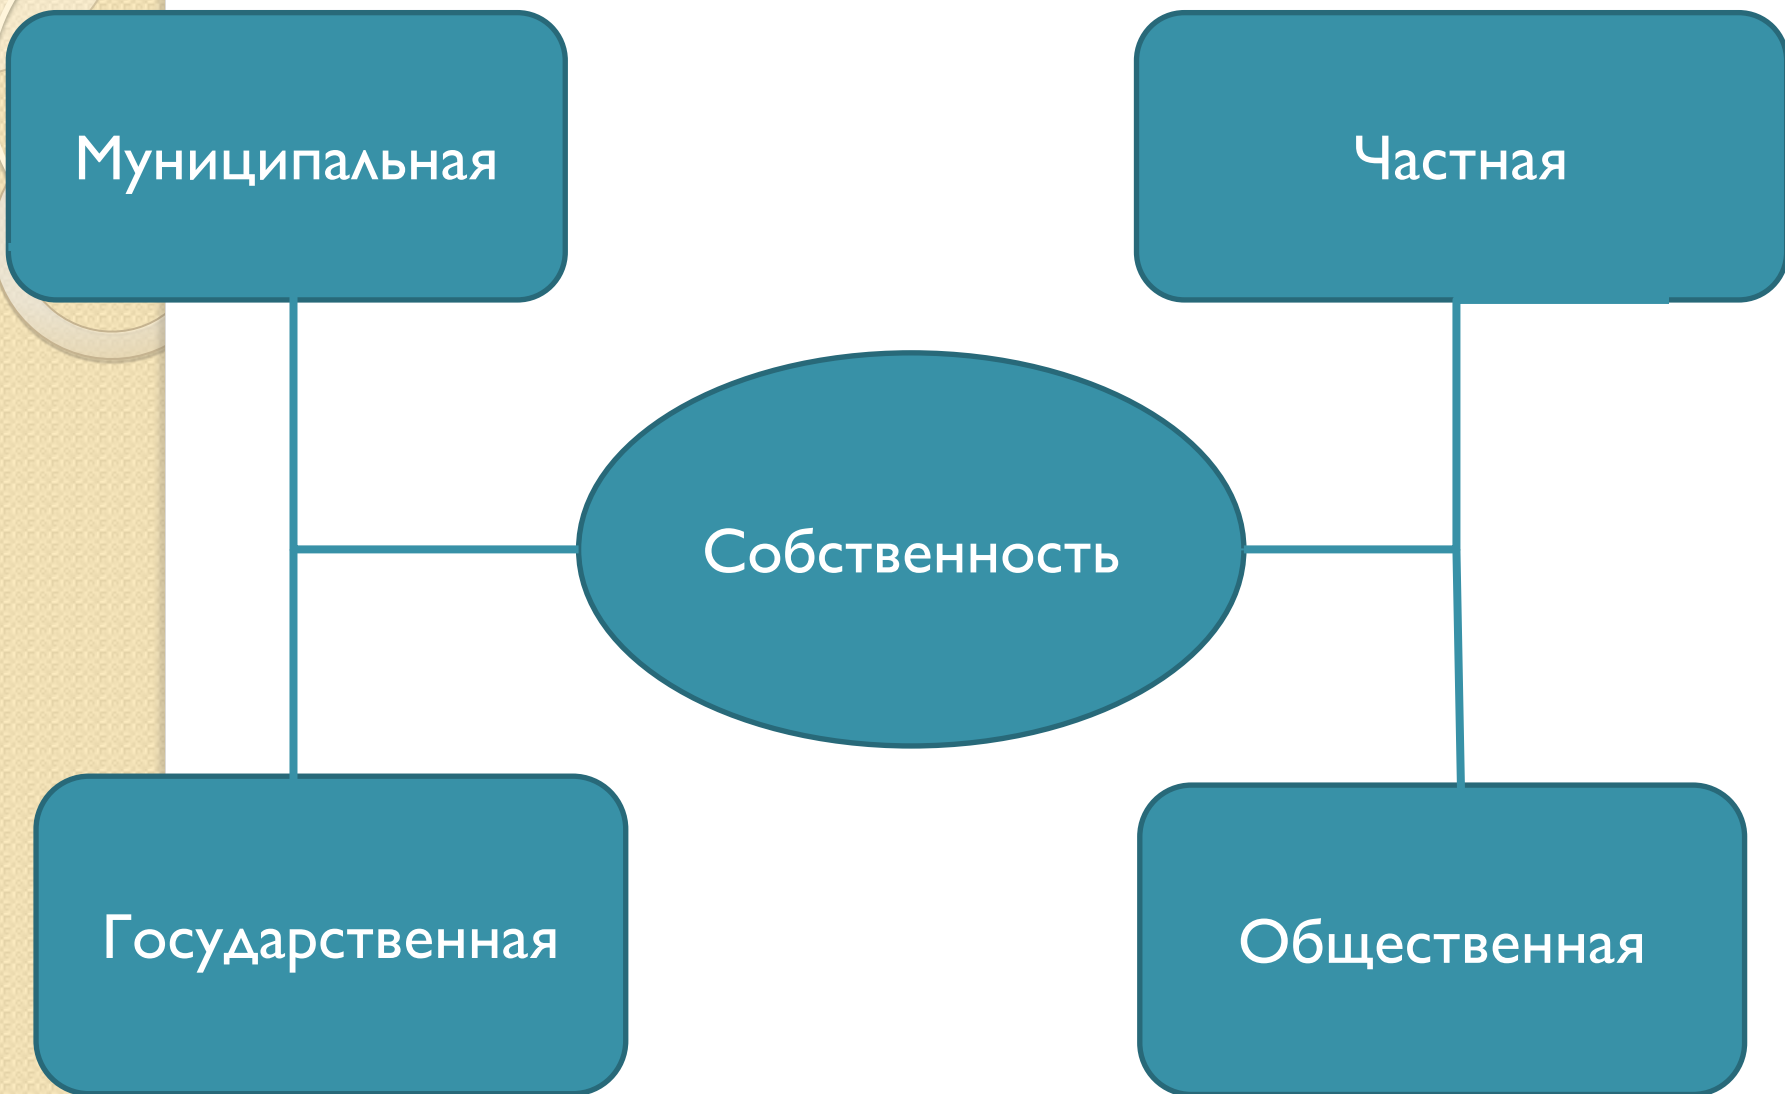 Муниципальная
Частная
Собственность
Государственная
Общественная